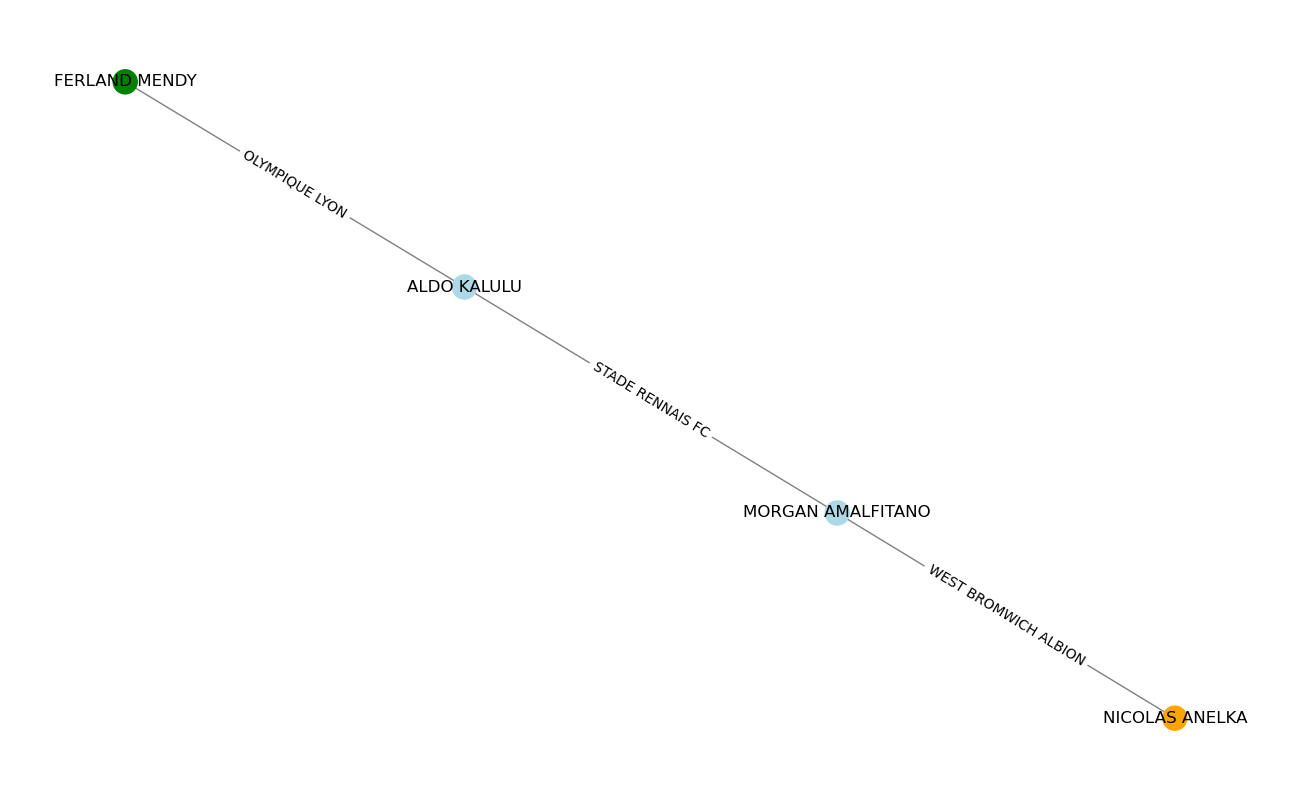 FERLAND MENDY
OLYMPIQUE LYON
ALDO KALULU
STADE RENNAIS FC
MORGAN AMALFITANO
WEST BROMWICH ALBION
NICOLAS ANELKA